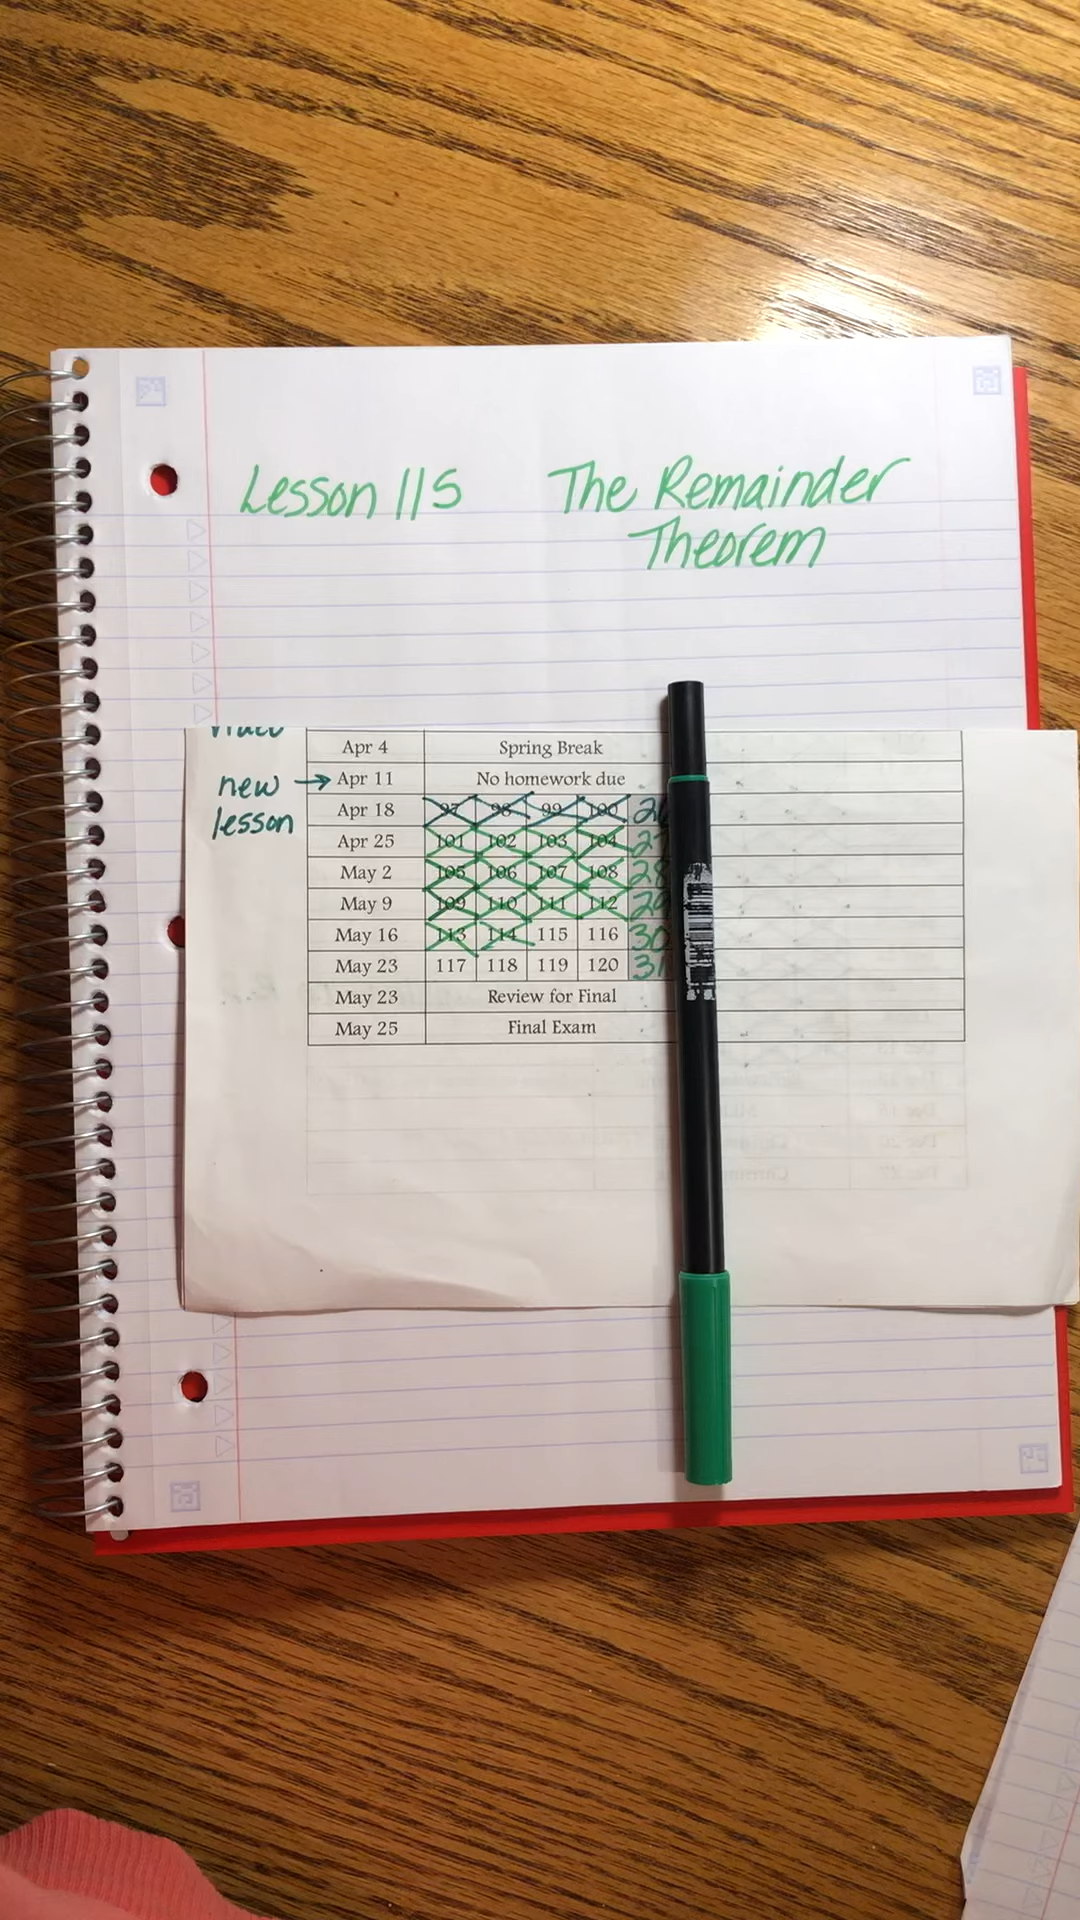 Lesson 115 The Remainder
Theorem
Apr 4 Spring Break
new → Apr 11 No homework due
lesson Apr 18 97 98 99 100
Apr 25 101 102 103 104
May 2 105 106 107 108 28
May 9 109 110 111 112 29
May 16 113 114 115 116 30
May 23 117 118 119 120 31
May 23 Review for Final
May 25 Final Exam